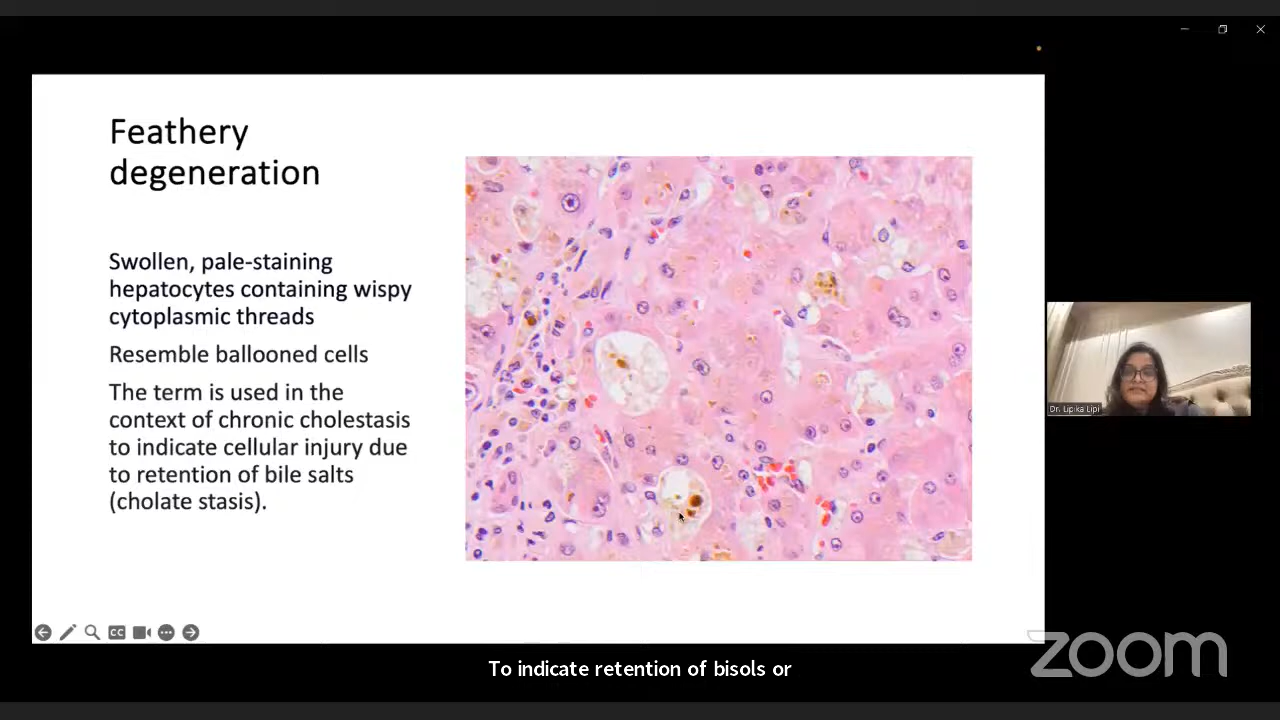 Feathery
degeneration
Swollen, pale-staining
hepatocytes containing wispy
cytoplasmic threads
Resemble ballooned cells
The term is used in the
context of chronic cholestasis
to indicate cellular injury due
to retention of bile salts
(cholate stasis).
Dr. Lipika Lipi
CC
zoom
To indicate retention of bisols or